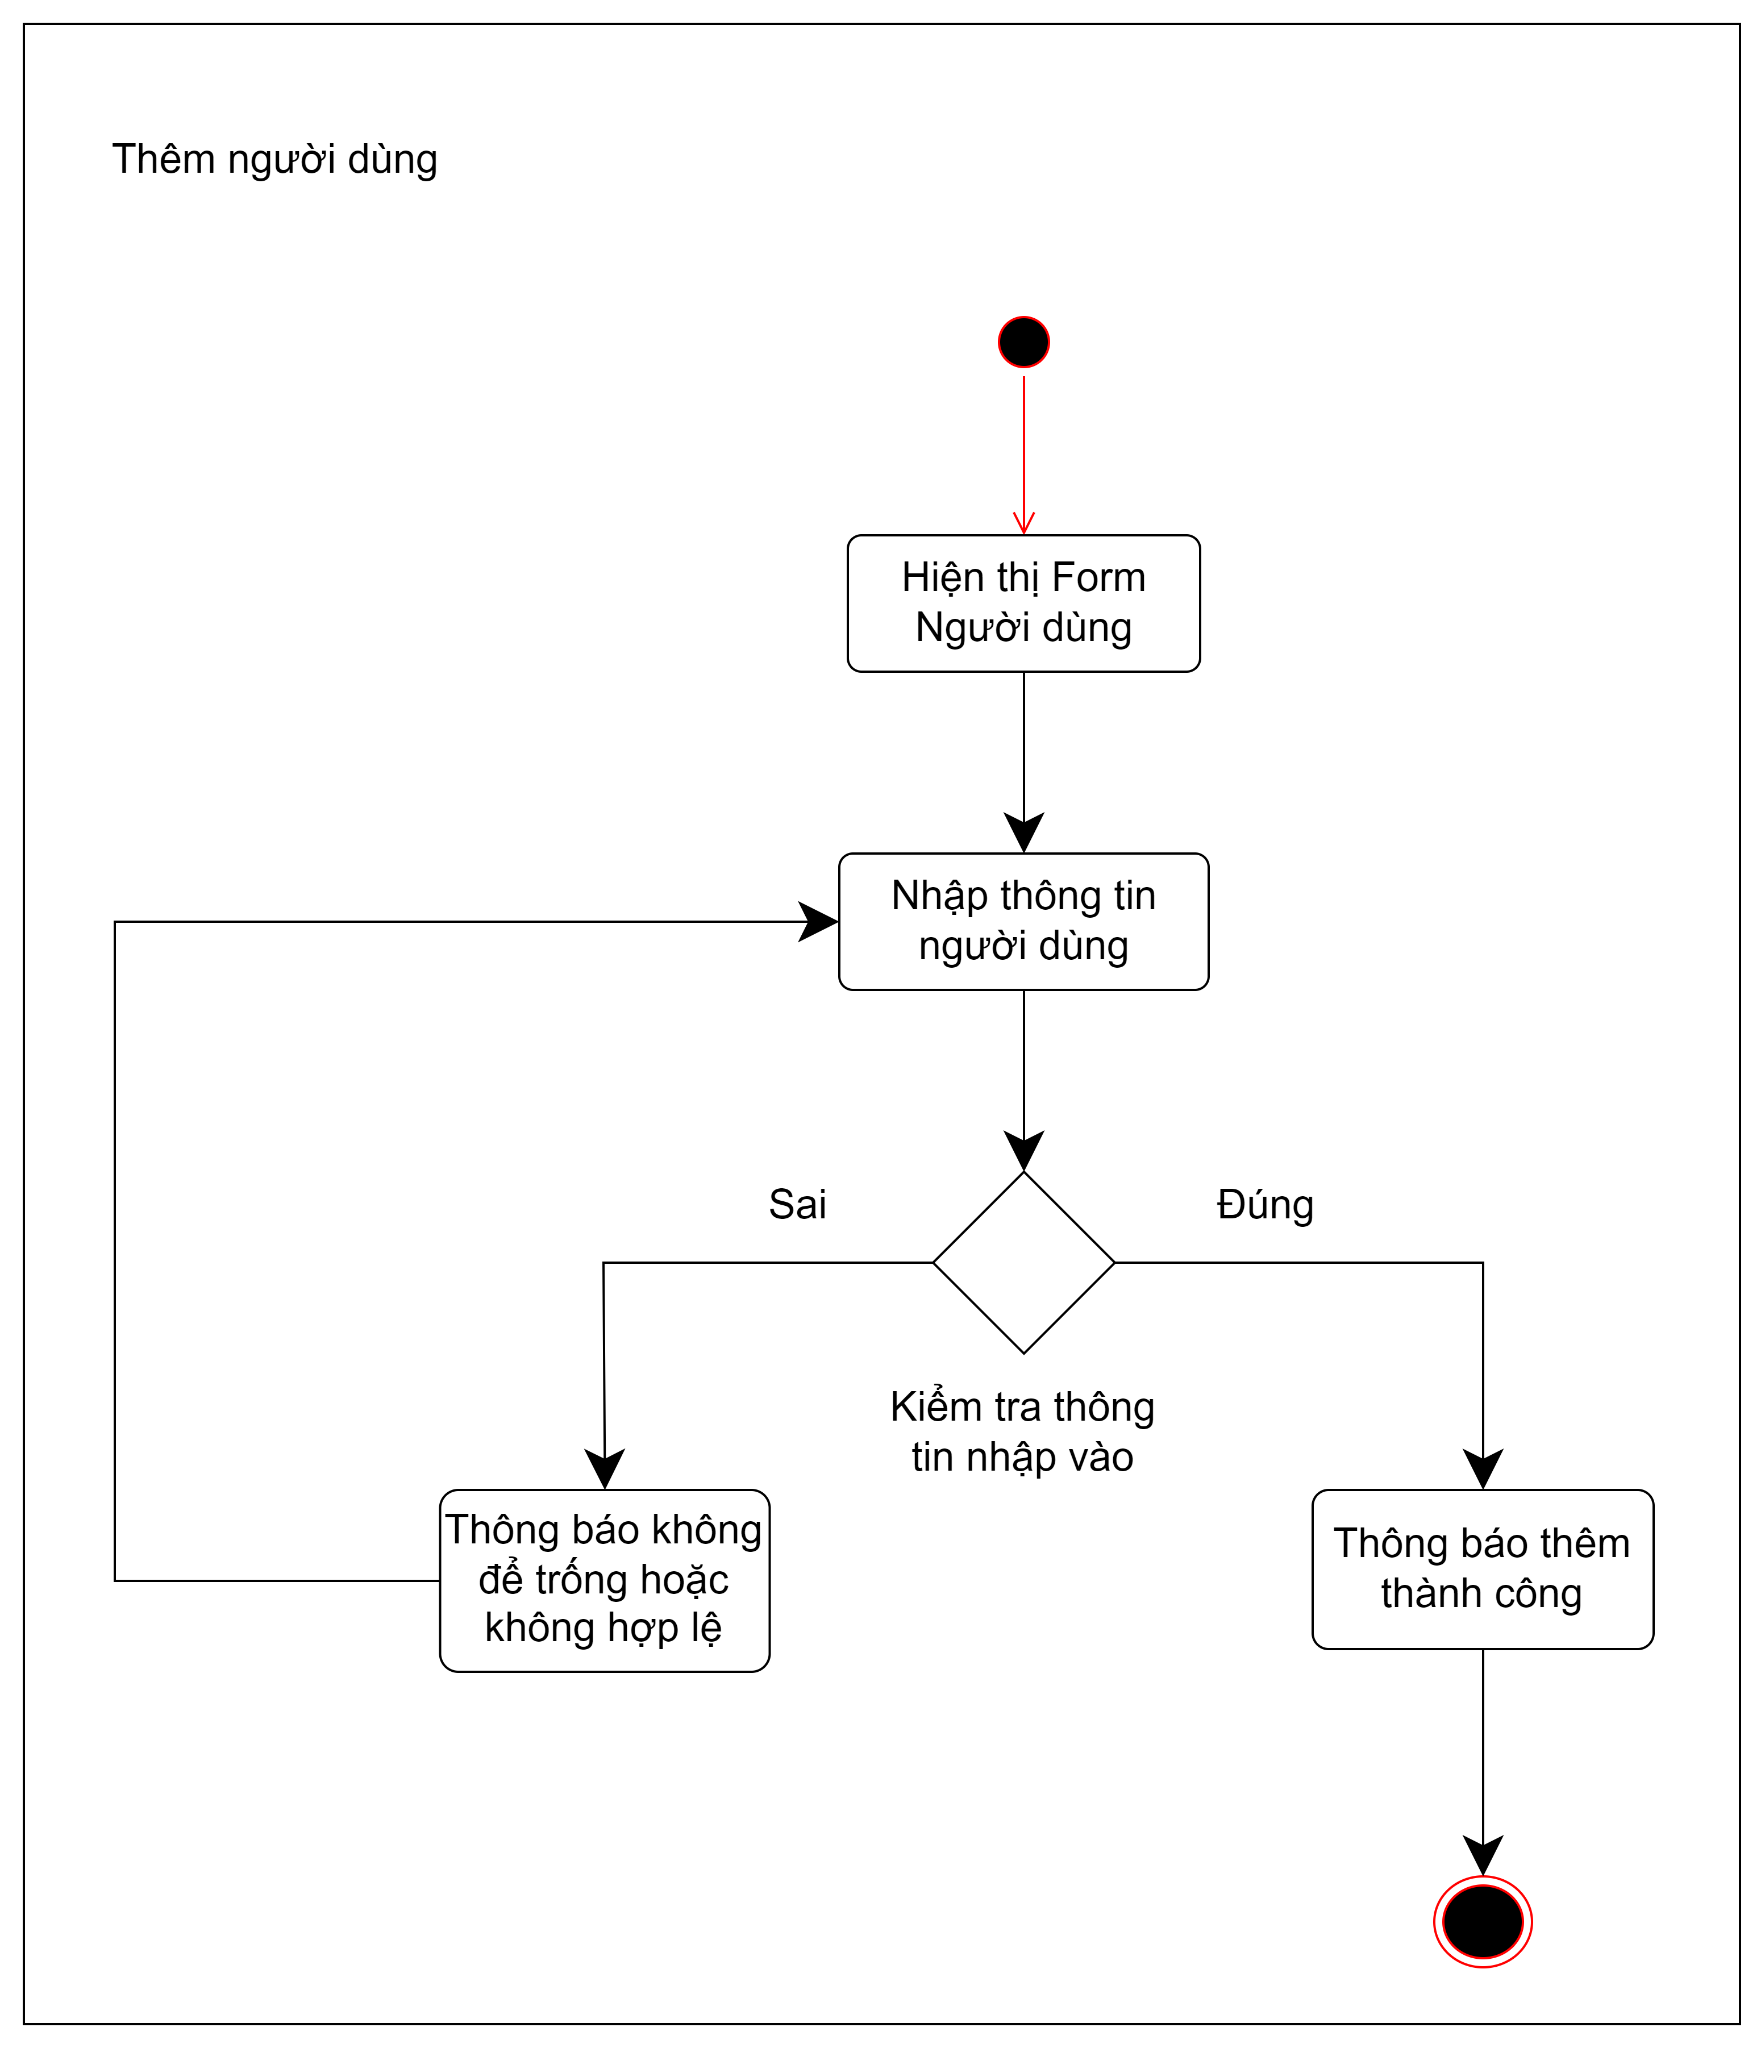 Thêm người dùng
Hiện thị Form
Người dùng
Nhập thông tin
người dùng
Sai
Đúng
Kiểm tra thông
tin nhập vào
Thông báo không
để trống hoặc
không hợp lệ
Thông báo thêm
thành công